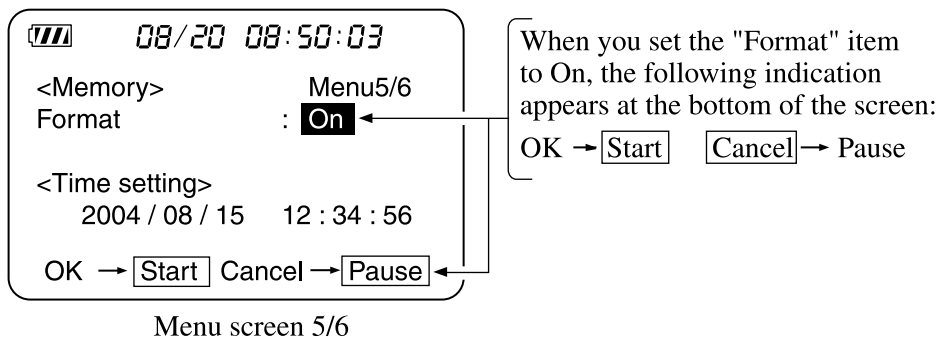 08/20 08:50:03
<Memory> Menu5/6
Format : On
<Time setting>
2004 / 08 / 15 12 : 34 : 56
OK → Start Cancel → Pause
Menu screen 5/6
When you set the "Format" item
to On, the following indication
appears at the bottom of the screen:
OK → Start Cancel → Pause